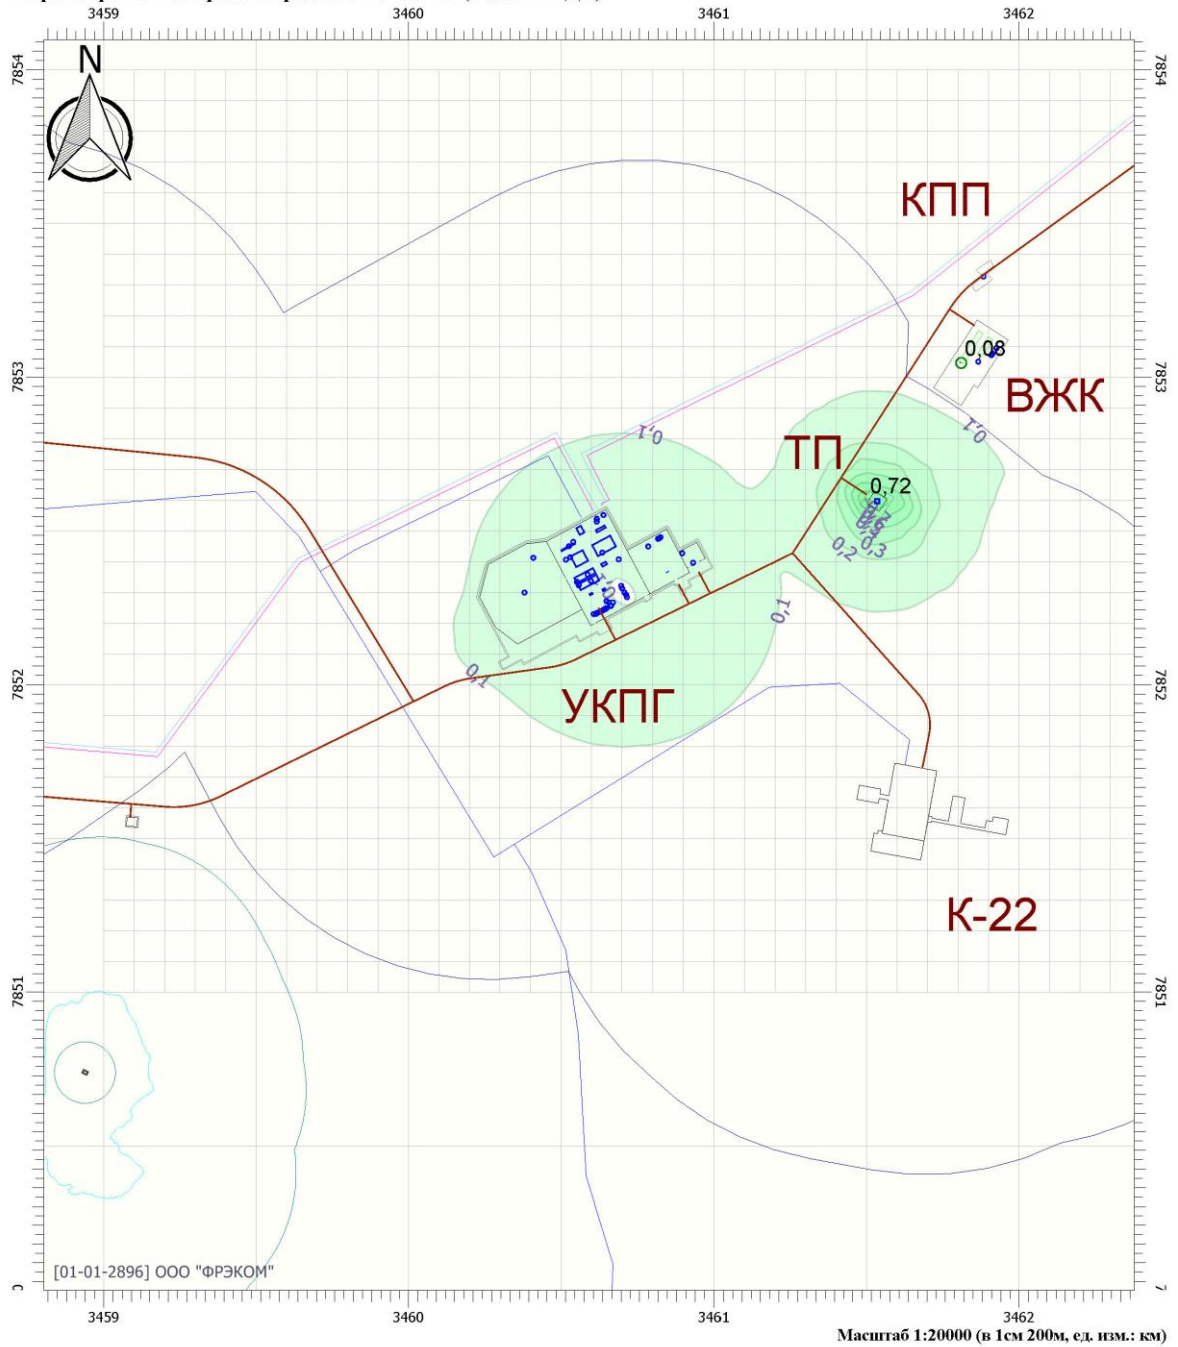 3459 3460 3461 3462
7854 7854
N
КПП
0,08
7853 7853
ВЖК
0,1 0,1
ТП
0,72
0,2 0,3
0,1
0,1
УКПГ
7852 7852
К-22
7851 7851
[01-01-2896] ООО "ФРЭКОМ"
3459 3460 3461 3462
Масштаб 1:20000 (в 1см 200м, ед. изм.: км)